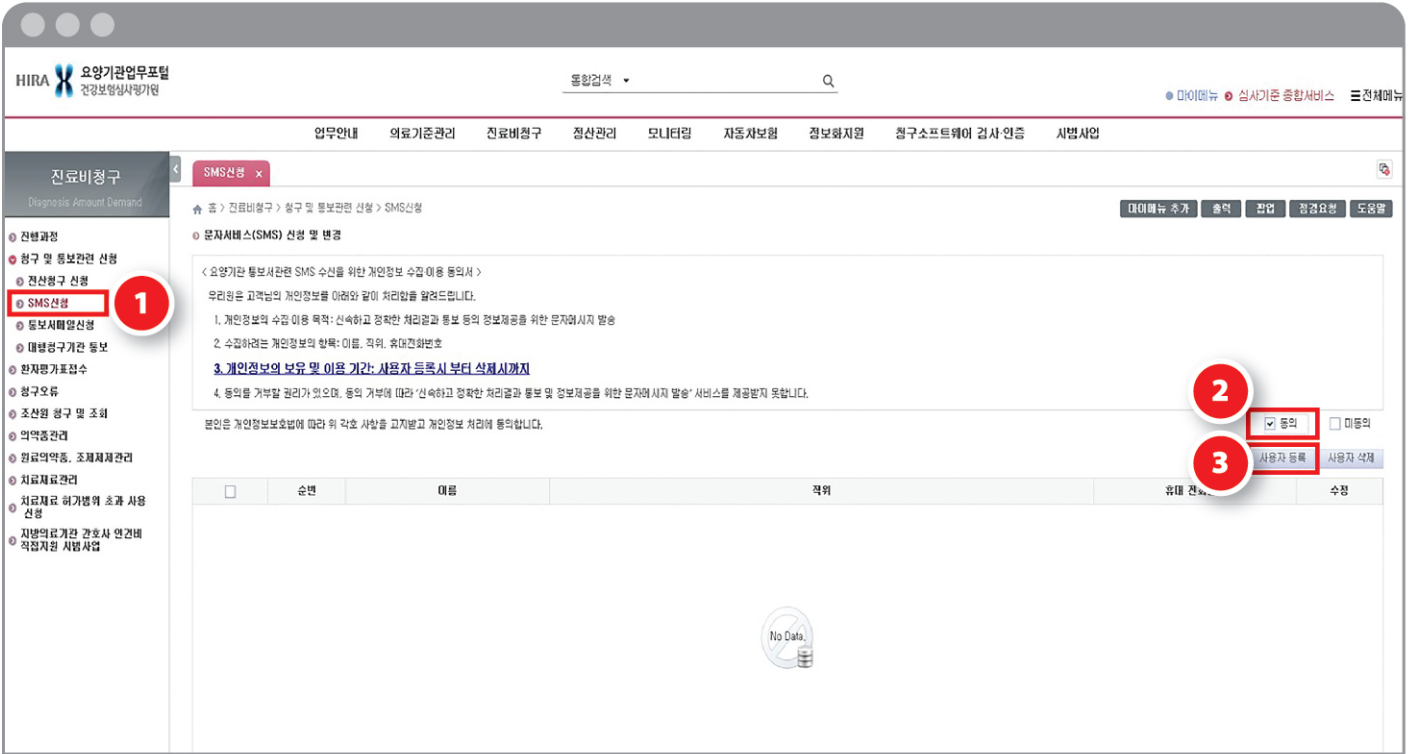 HIRA 요양기관업무포털
건강보험심사평가원
통합검색
마이메뉴 심사기준 종합서비스 전체메뉴
업무안내 의료기준관리 진료비청구 정산관리 모니터링 자동차보험 정보화지원 청구소프트웨어 검사·인증 시범사업
진료비청구
Diagnosis Amount Demand
진행과정
청구 및 통보관련 신청
전산청구 신청
SMS신청
1
통보서메일신청
대행청구기관 통보
환자평가표접수
청구오류
조산원 청구 및 조회
의약품관리
원료의약품, 조제제제관리
치료재료관리
치료재료 허가범위 초과 사용
신청
지방의료기관 간호사 인건비
직접지원 시범사업
SMS신청 x
홈 > 진료비청구 > 청구 및 통보관련 신청 > SMS신청
마이메뉴 추가 출력 팝업 점검요청 도움말
문자서비스(SMS) 신청 및 변경
< 요양기관 통보서관련 SMS 수신을 위한 개인정보 수집·이용 동의서 >
우리원은 고객님의 개인정보를 아래와 같이 처리함을 알려드립니다.
1. 개인정보의 수집·이용 목적: 신속하고 정확한 처리결과 통보 등의 정보제공을 위한 문자메시지 발송
2. 수집하려는 개인정보의 항목: 이름, 직위, 휴대전화번호
3. 개인정보의 보유 및 이용 기간: 사용자 등록시 부터 삭제시까지
4. 동의를 거부할 권리가 있으며, 동의 거부에 따라 '신속하고 정확한 처리결과 통보 및 정보제공을 위한 문자메시지 발송' 서비스를 제공받지 못합니다.
2
본인은 개인정보보호법에 따라 위 각호 사항을 고지받고 개인정보 처리에 동의합니다.
동의 미동의
3
사용자 등록 사용자 삭제
순번 이름 직위 휴대 수정
No Data.